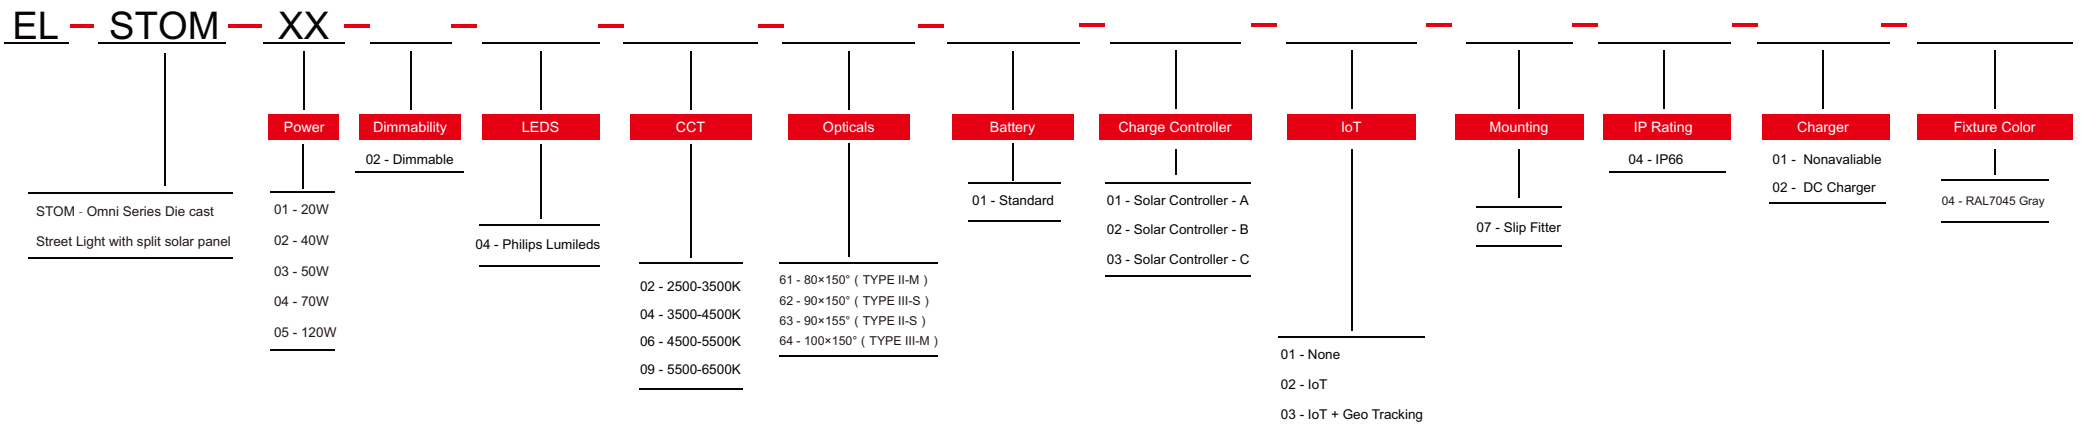 EL STOM XX
Power
Dimmability
LEDS
CCT
Opticals
Battery
Charge Controller
IoT
Mounting
IP Rating
Charger
Fixture Color
STOM - Omni Series Die cast
Street Light with split solar panel
01 - 20W
02 - 40W
03 - 50W
04 - 70W
05 - 120W
02 - Dimmable
04 - Philips Lumileds
02 - 2500-3500K
04 - 3500-4500K
06 - 4500-5500K
09 - 5500-6500K
61 - 80×150° ( TYPE II-M )
62 - 90×150° ( TYPE III-S )
63 - 90×155° ( TYPE II-S )
64 - 100×150° ( TYPE III-M )
01 - Standard
01 - Solar Controller - A
02 - Solar Controller - B
03 - Solar Controller - C
01 - None
02 - IoT
03 - IoT + Geo Tracking
07 - Slip Fitter
04 - IP66
01 - Nonavaliable
02 - DC Charger
04 - RAL7045 Gray